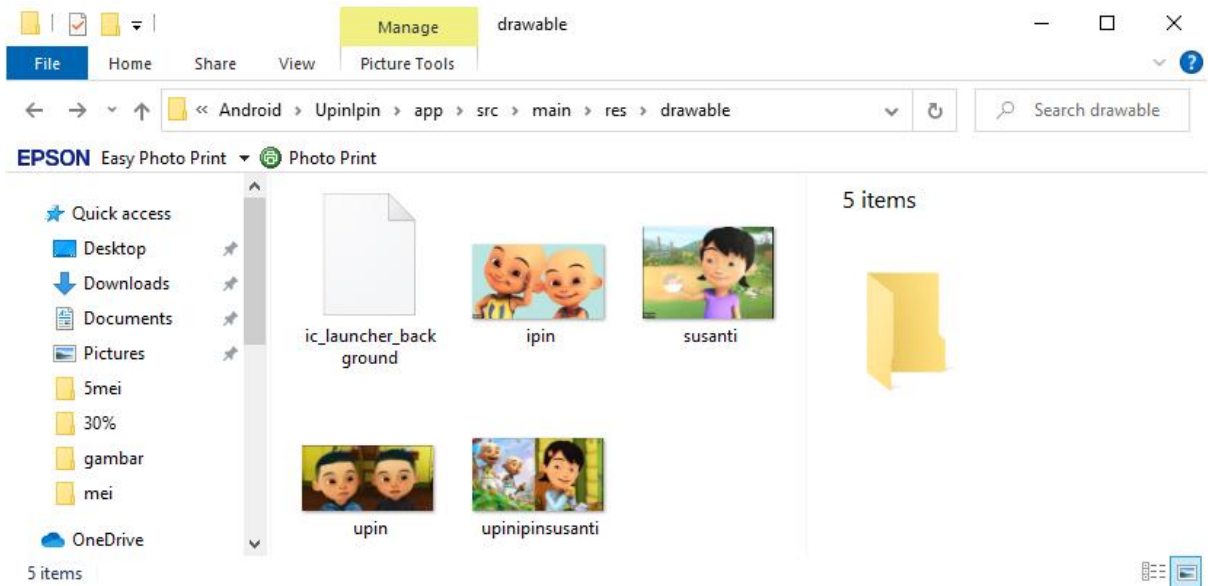 Manage
drawable
File
Home
Share
View
Picture Tools
« Android › UpinIpin › app › src › main › res › drawable
Search drawable
EPSON Easy Photo Print
Photo Print
Quick access
Desktop
Downloads
Documents
Pictures
5mei
30%
gambar
mei
OneDrive
ic_launcher_back
ground
ipin
susanti
upin
upinipinsusanti
5 items
5 items